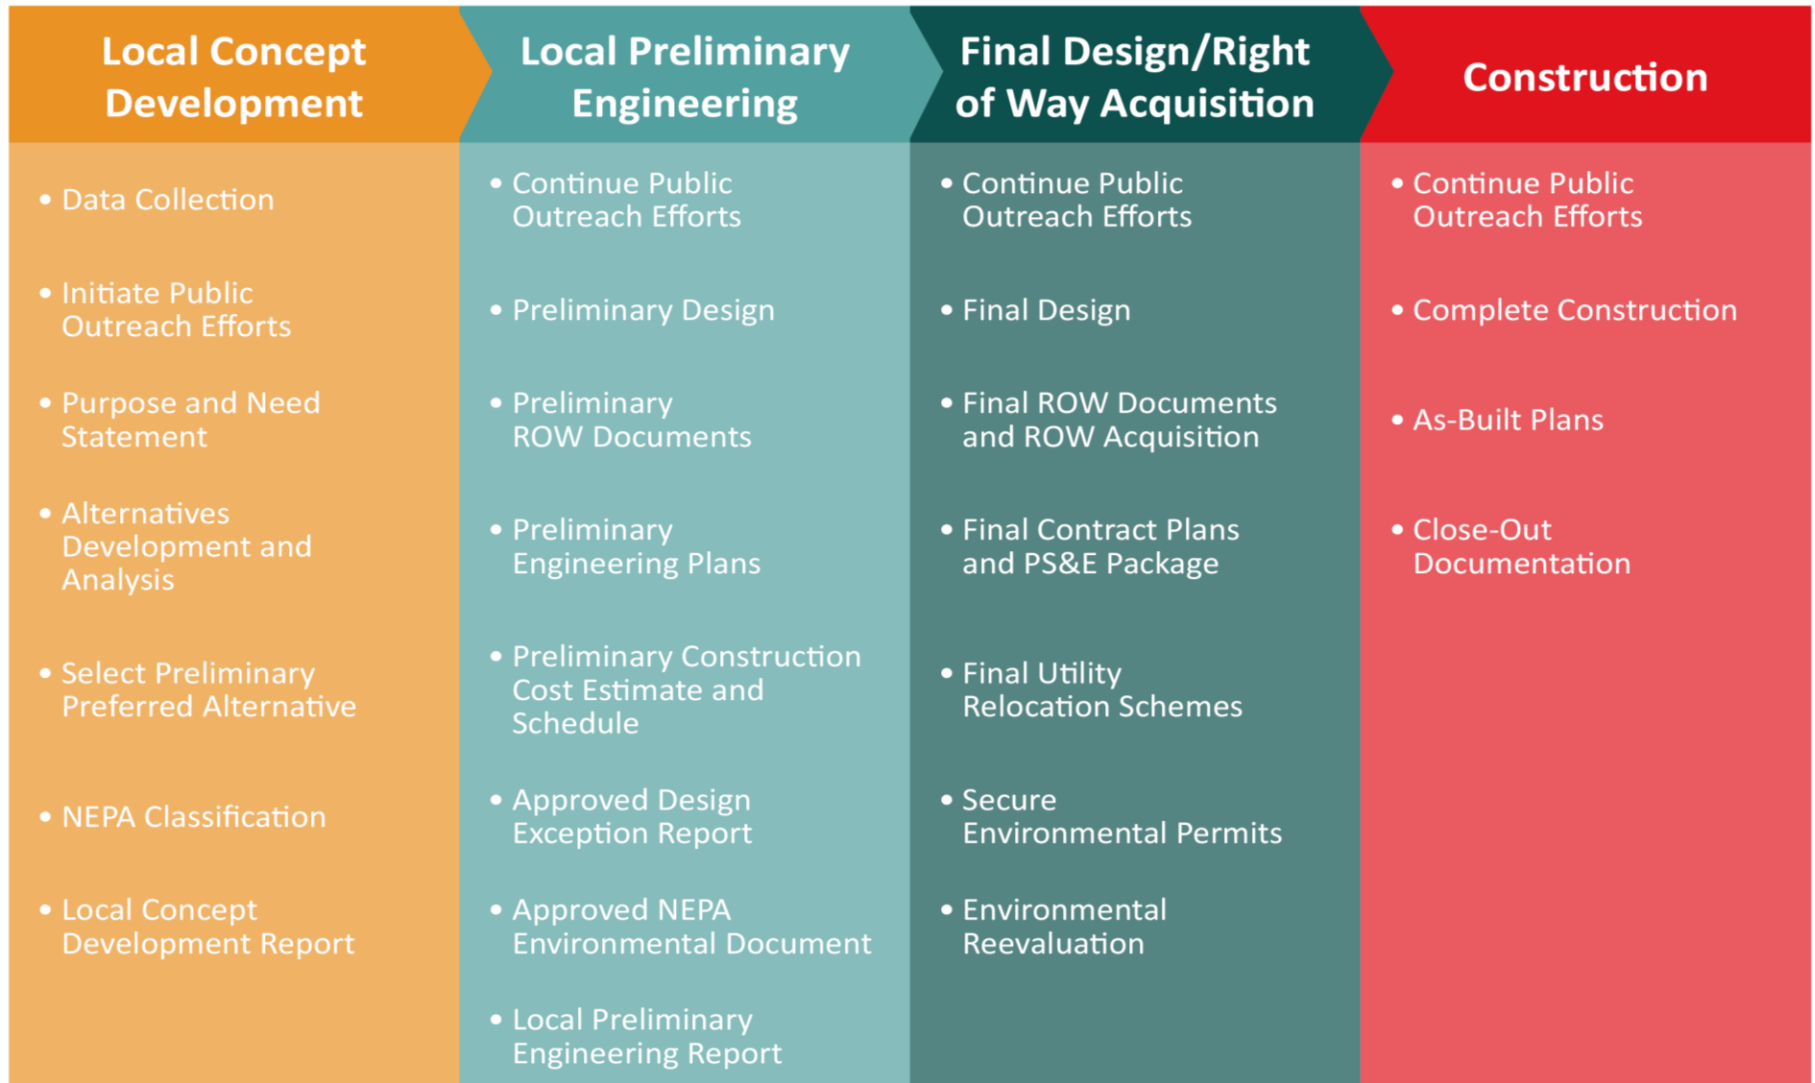 Local Concept
Development
• Data Collection
• Initiate Public
Outreach Efforts
• Purpose and Need
Statement
• Alternatives
Development and
Analysis
• Select Preliminary
Preferred Alternative
• NEPA Classification
• Local Concept
Development Report
Local Preliminary
Engineering
• Continue Public
Outreach Efforts
• Preliminary Design
• Preliminary
ROW Documents
• Preliminary
Engineering Plans
• Preliminary Construction
Cost Estimate and
Schedule
• Approved Design
Exception Report
• Approved NEPA
Environmental Document
• Local Preliminary
Engineering Report
Final Design/Right
of Way Acquisition
• Continue Public
Outreach Efforts
• Final Design
• Final ROW Documents
and ROW Acquisition
• Final Contract Plans
and PS&E Package
• Final Utility
Relocation Schemes
• Secure
Environmental Permits
• Environmental
Reevaluation
Construction
• Continue Public
Outreach Efforts
• Complete Construction
• As-Built Plans
• Close-Out
Documentation